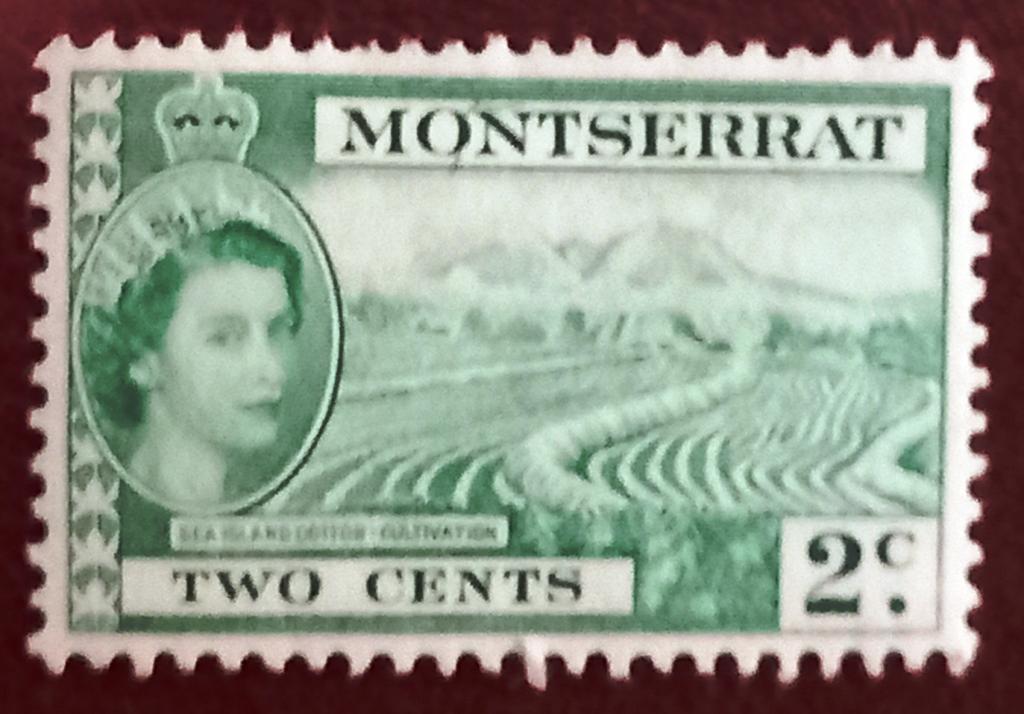 MONTSERRAT
SEA ISLAND COTTON - CULTIVATION
TWO CENTS
2c.